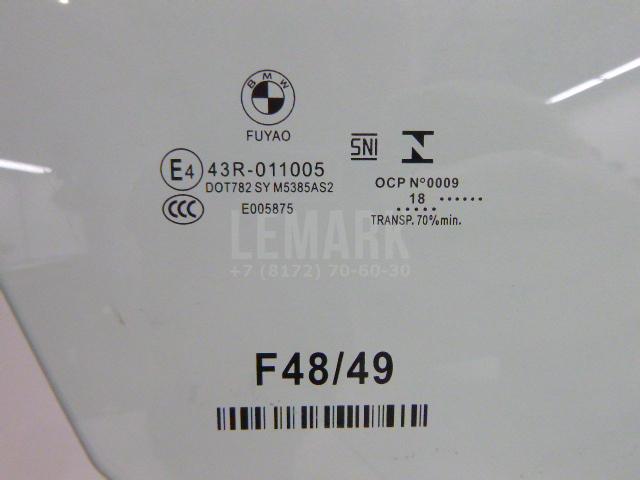 BMW
FUYAO
E4 43R-011005
DOT782 SY M5385AS2
CCC E005875
SNI
OCP Nº0009
18
TRANSP. 70%min.
LEMARK
+7 (8172) 70-60-30
F48/49